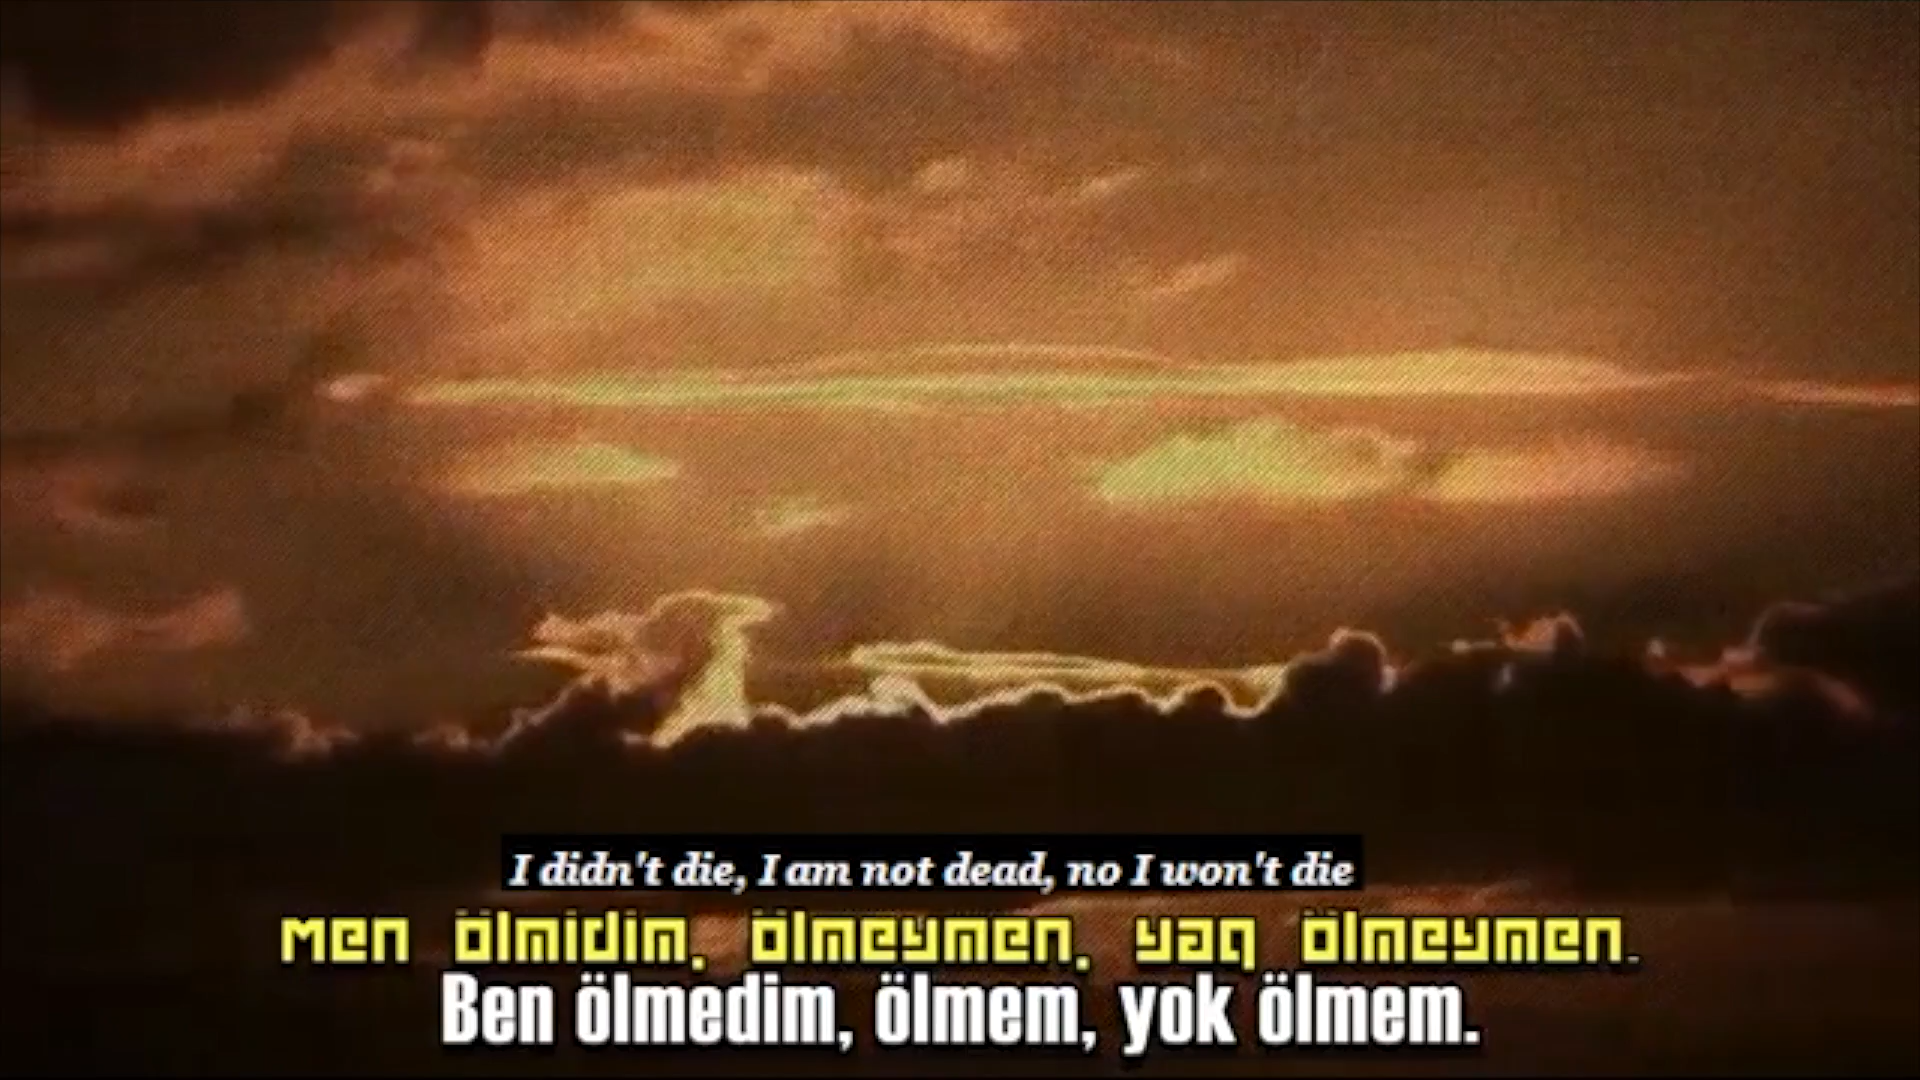 I didn't die, I am not dead, no I won't die
Men ölmidim, ölmeymen, yaq ölmeymen.
Ben ölmedim, ölmem, yok ölmem.